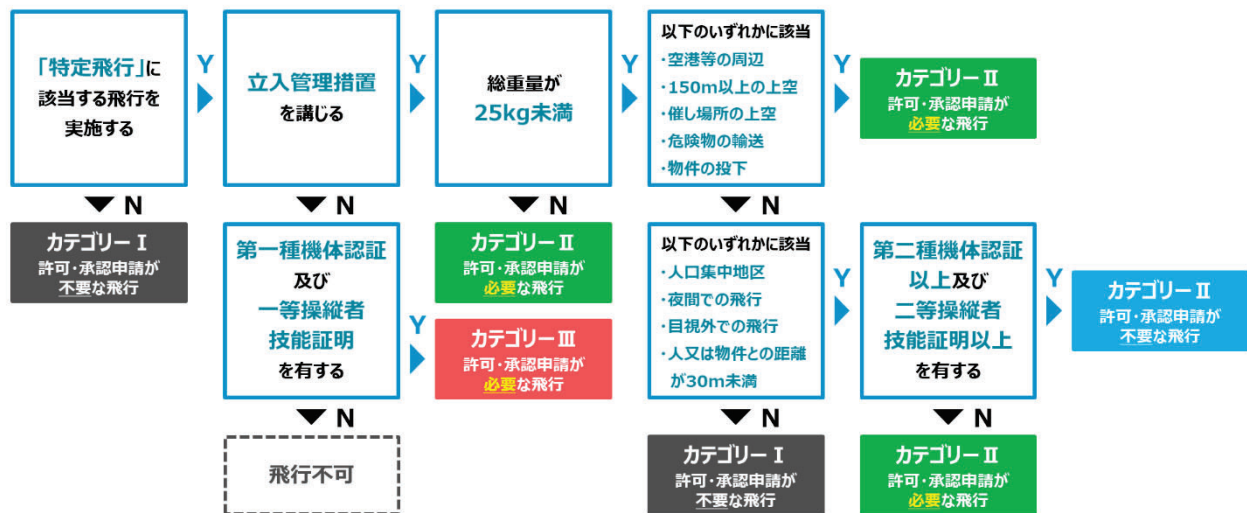 「特定飛行」に
該当する飛行を
実施する
Y
立入管理措置
を講じる
Y
総重量が
25kg未満
Y
以下のいずれかに該当
・空港等の周辺
・150m以上の上空
・催し場所の上空
・危険物の輸送
・物件の投下
Y
カテゴリーⅡ
許可・承認申請が
必要な飛行
N
N
N
N
カテゴリーⅠ
許可・承認申請が
不要な飛行
第一種機体認証
及び
一等操縦者
技能証明
を有する
Y
カテゴリーⅡ
許可・承認申請が
必要な飛行
カテゴリーⅢ
許可・承認申請が
必要な飛行
以下のいずれかに該当
・人口集中地区
・夜間での飛行
・目視外での飛行
・人又は物件との距離
が30m未満
Y
第二種機体認証
以上及び
二等操縦者
技能証明以上
を有する
Y
カテゴリーⅡ
許可・承認申請が
不要な飛行
N
N
N
飛行不可
カテゴリーⅠ
許可・承認申請が
不要な飛行
カテゴリーⅡ
許可・承認申請が
必要な飛行